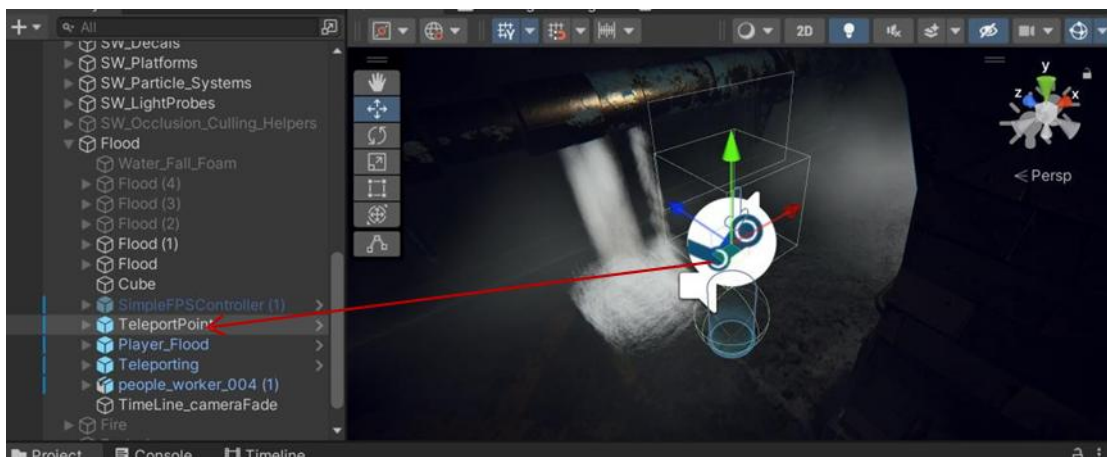 All
2D
SW_Decals
SW_Platforms
SW_Particle_Systems
SW_LightProbes
SW_Occlusion_Culling_Helpers
Flood
Water_Fall_Foam
Flood (4)
Flood (3)
Flood (2)
Flood (1)
Flood
Cube
SimpleFPSController (1)
TeleportPoint
Player_Flood
Teleporting
people_worker_004 (1)
TimeLine_cameraFade
Fire
y
z
x
Persp
Project
Console
Timeline